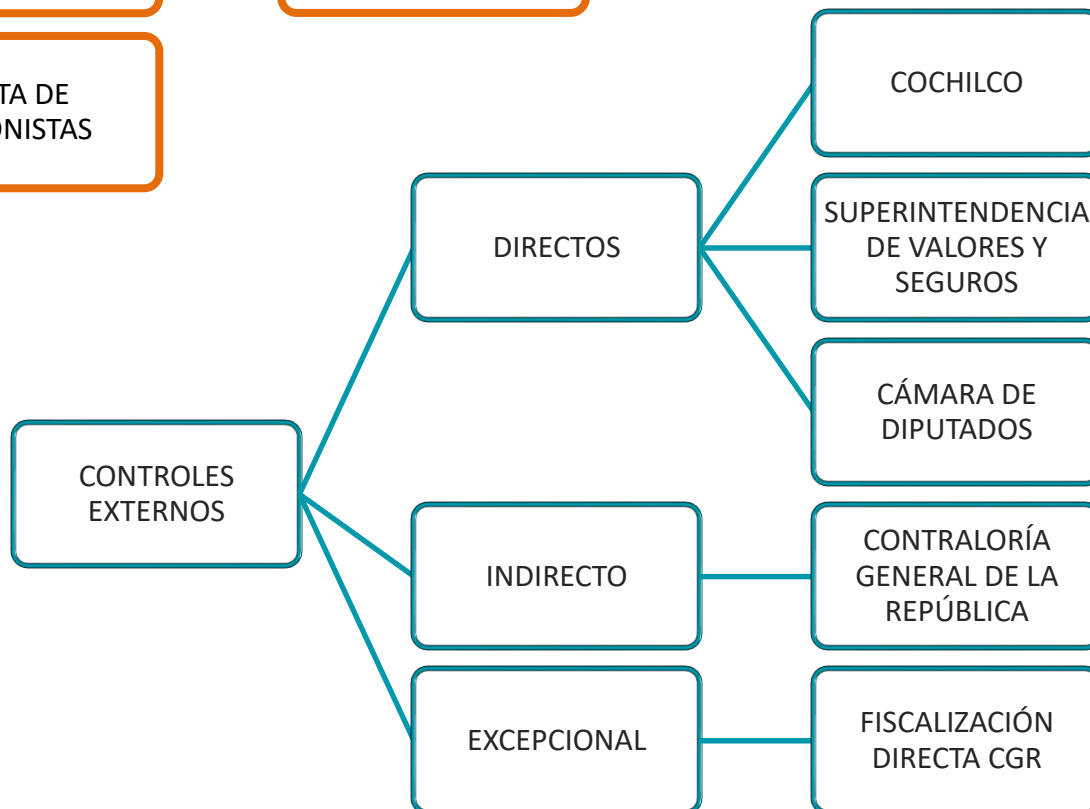 COCHILCO
TA DE
ONISTAS
SUPERINTENDENCIA
DE VALORES Y
SEGUROS
DIRECTOS
CÁMARA DE
DIPUTADOS
CONTROLES
EXTERNOS
CONTRALORÍA
GENERAL DE LA
REPÚBLICA
INDIRECTO
FISCALIZACIÓN
DIRECTA CGR
EXCEPCIONAL